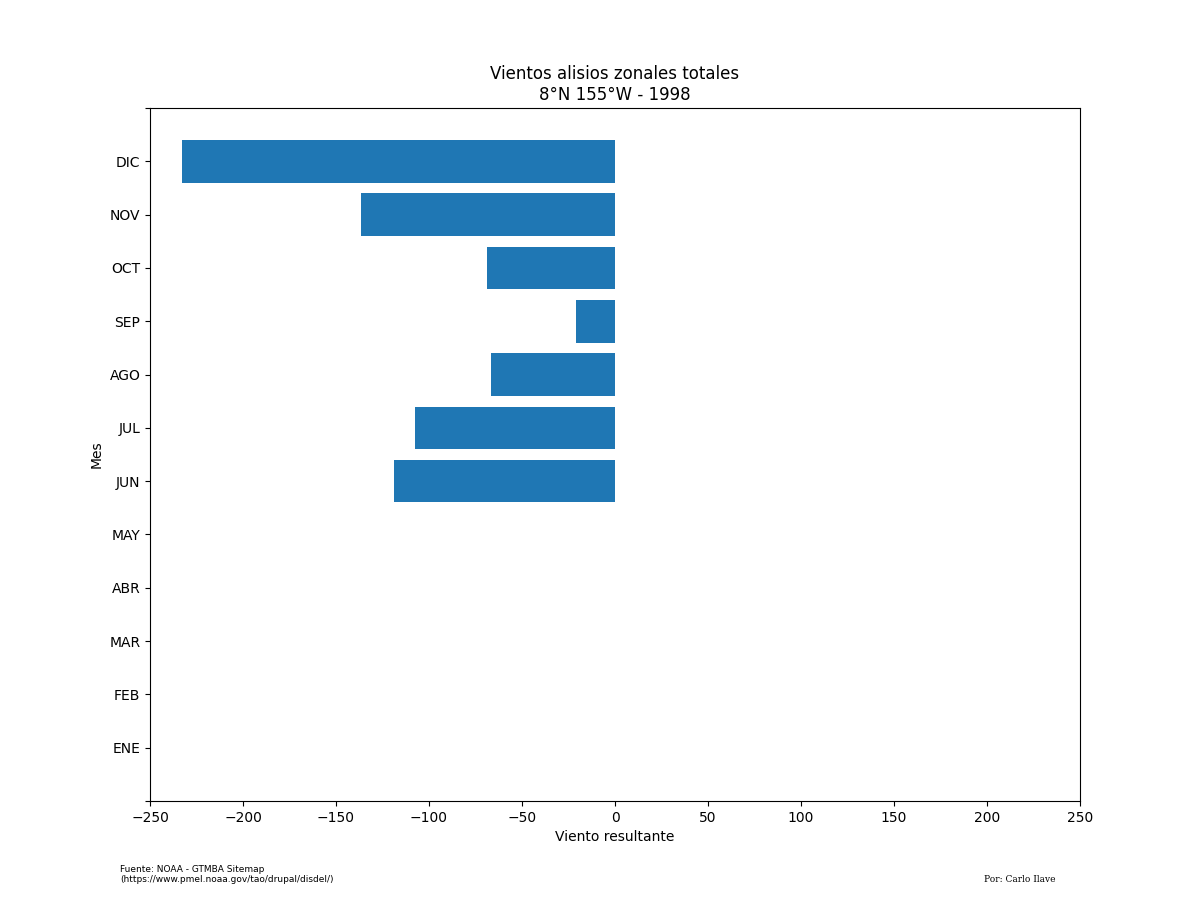 Vientos alisios zonales totales
8°N 155°W - 1998
DIC
NOV
OCT
SEP
AGO
JUL
JUN
MAY
ABR
MAR
FEB
ENE
Mes
−250 −200 −150 −100 −50 0 50 100 150 200 250
Viento resultante
Fuente: NOAA - GTMBA Sitemap
(https://www.pmel.noaa.gov/tao/drupal/disdel/)
Por: Carlo Ilave